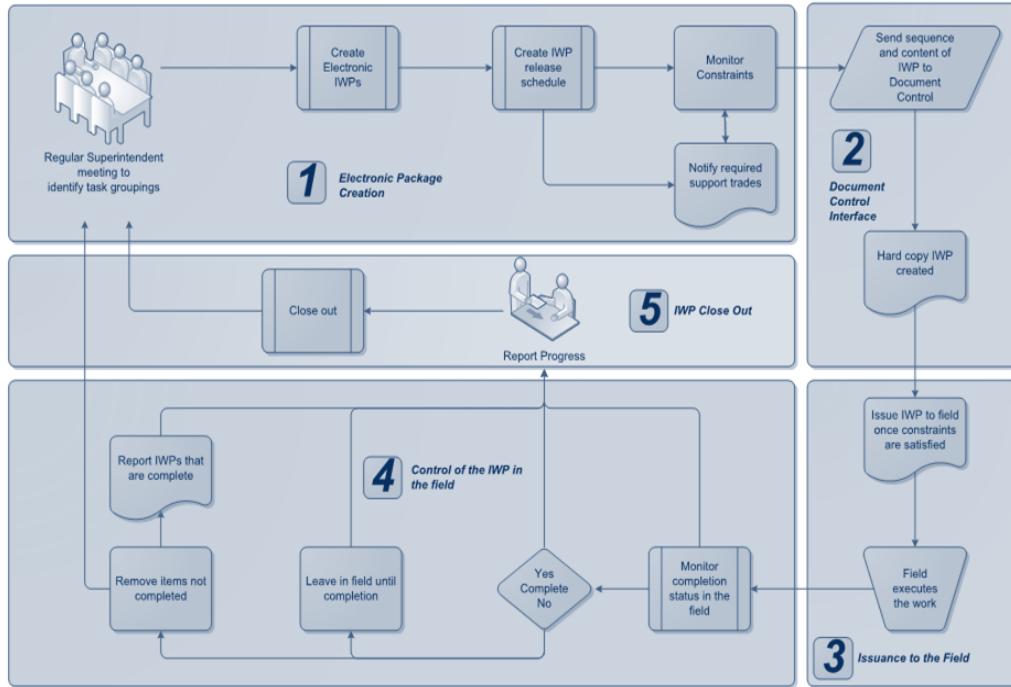 Regular Superintendent
meeting to
identify task groupings
Create
Electronic
IWPs
Create IWP
release
schedule
Monitor
Constraints
Notify required
support trades
1
Electronic Package
Creation
Send sequence
and content of
IWP to
Document
Control
2
Document
Control
Interface
Hard copy IWP
created
Close out
Report Progress
5
IWP Close Out
Issue IWP to field
once constraints
are satisfied
Field
executes
the work
3
Issuance to the Field
Report IWPs that
are complete
4
Control of the IWP in
the field
Remove items not
completed
Leave in field until
completion
Yes
Complete
No
Monitor
completion
status in the
field